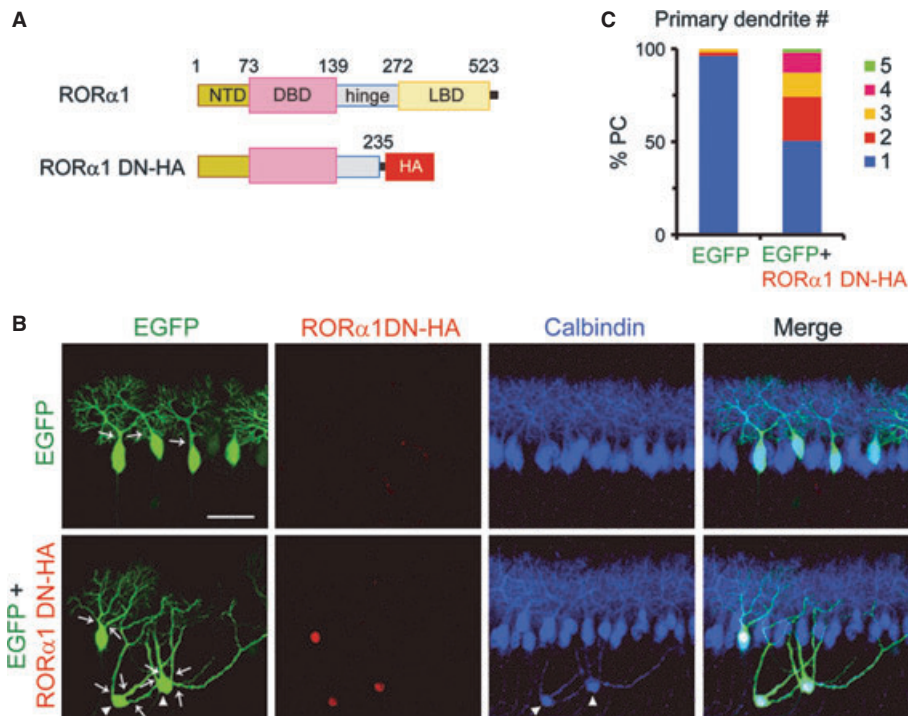 A
1 73 139 272 523
RORα1 NTD DBD hinge LBD
235
RORα1 DN-HA HA
C
Primary dendrite #
100
50
0
% PC
5
4
3
2
1
EGFP
EGFP+
RORα1 DN-HA
B
EGFP RORα1DN-HA Calbindin Merge
EGFP
EGFP +
RORα1 DN-HA